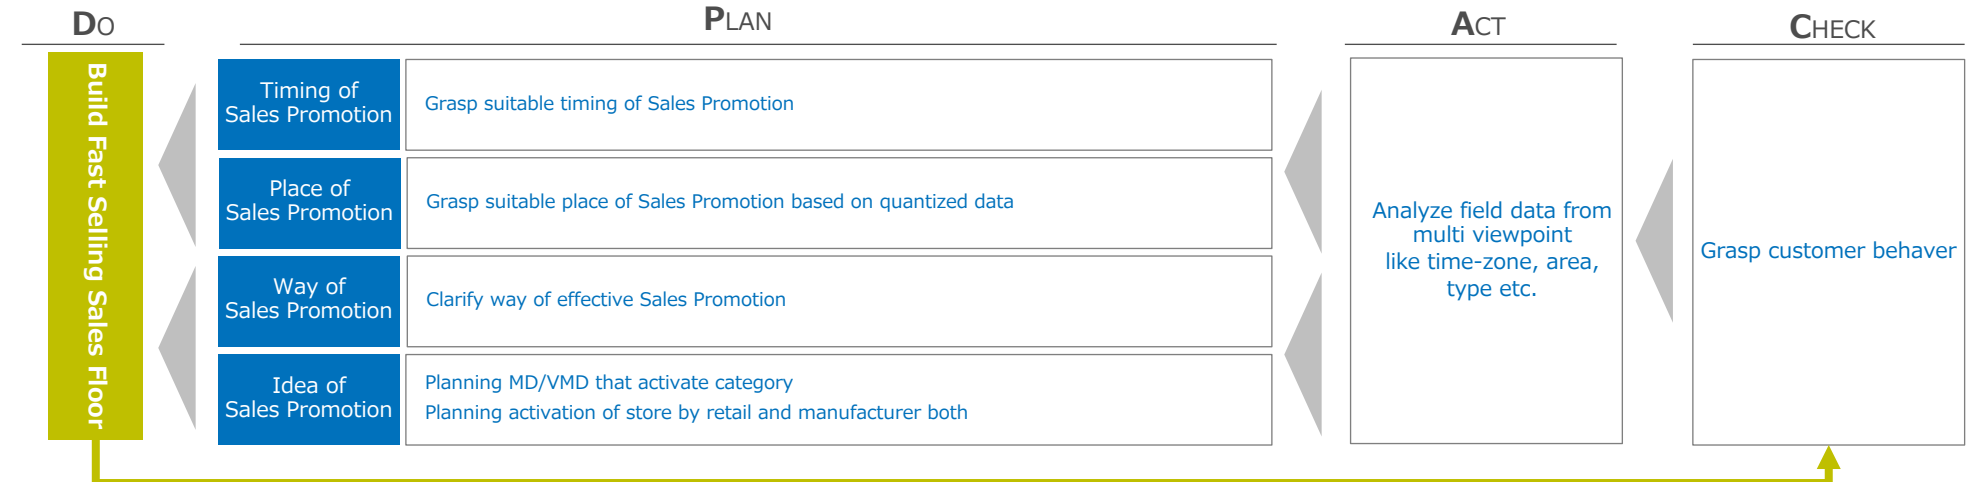 DO
PLAN
ACT
CHECK
Build Fast Selling Sales Floor
Timing of
Sales Promotion
Grasp suitable timing of Sales Promotion
Place of
Sales Promotion
Grasp suitable place of Sales Promotion based on quantized data
Way of
Sales Promotion
Clarify way of effective Sales Promotion
Idea of
Sales Promotion
Planning MD/VMD that activate category
Planning activation of store by retail and manufacturer both
Analyze field data from
multi viewpoint
like time-zone, area,
type etc.
Grasp customer behaver